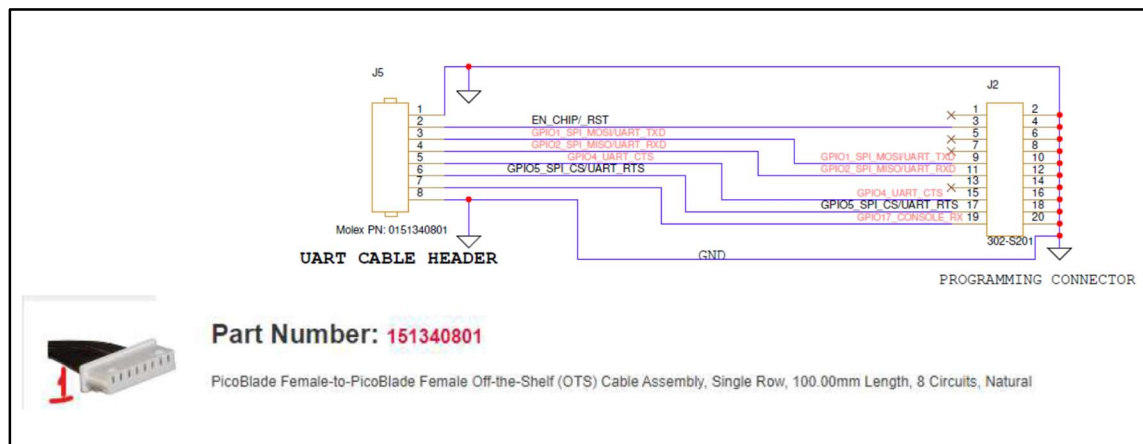 J5
J2
1
2
3
4
5
6
7
8
EN_CHIP/_RST
GPIO1_SPI_MOSI/UART_TXD
GPIO2_SPI_MISO/UART_RXD
GPIO4_UART_CTS
GPIO5_SPI_CS/UART_RTS
GPIO1_SPI_MOSI/UART_TXD
GPIO2_SPI_MISO/UART_RXD
GPIO4_UART_CTS
GPIO5_SPI_CS/UART_RTS
GPIO17_CONSOLE_RX
1 2
3 4
5 6
7 8
9 10
11 12
13 14
15 16
17 18
19 20
Molex PN: 0151340801
302-S201
UART CABLE HEADER
GND
PROGRAMMING CONNECTOR
1
Part Number: 151340801
PicoBlade Female-to-PicoBlade Female Off-the-Shelf (OTS) Cable Assembly, Single Row, 100.00mm Length, 8 Circuits, Natural